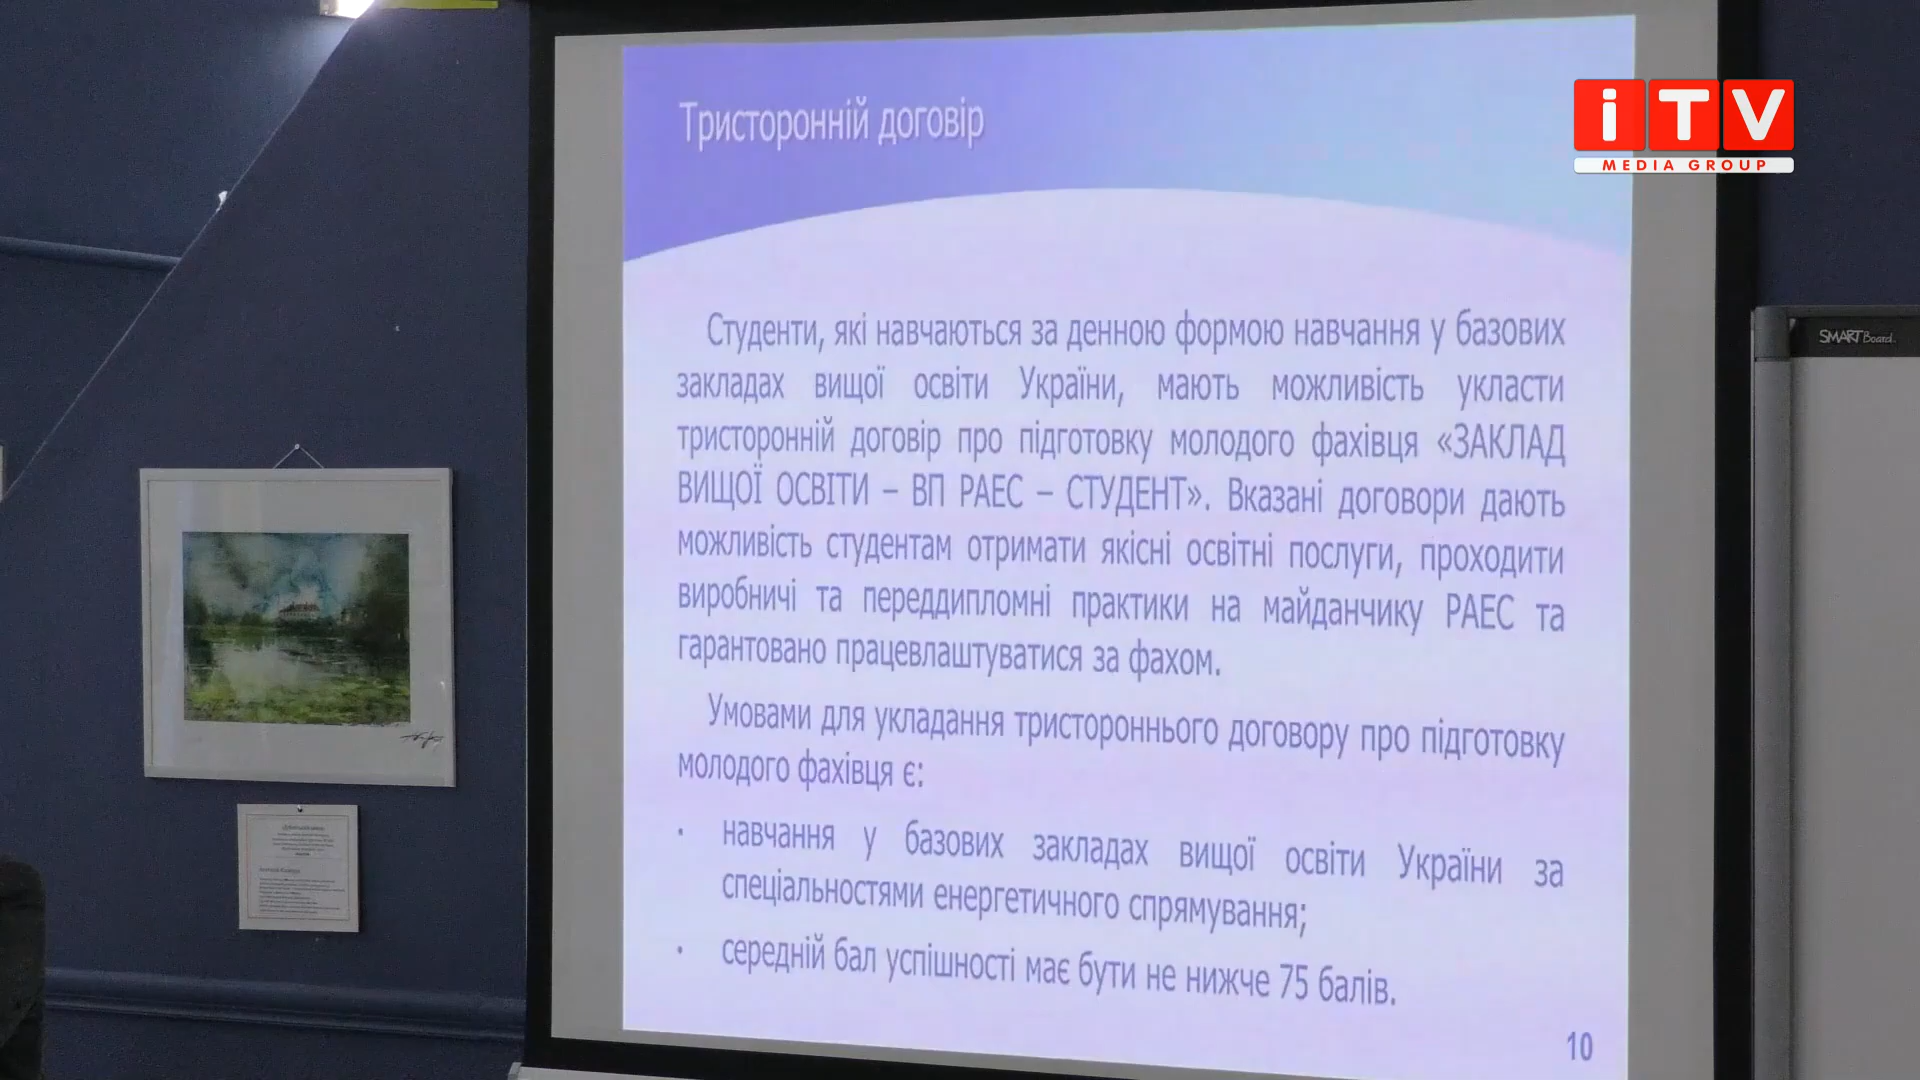 Тристоронній договір
iTV
MEDIA GROUP
SMART Board
Студенти, які навчаються за денною формою навчання у базових
закладах вищої освіти України, мають можливість укласти
тристоронній договір про підготовку молодого фахівця «ЗАКЛАД
ВИЩОЇ ОСВІТИ – ВП РАЕС – СТУДЕНТ». Вказані договори дають
можливість студентам отримати якісні освітні послуги, проходити
виробничі та переддипломні практики на майданчику РАЕС та
гарантовано працевлаштуватися за фахом.
Умовами для укладання тристороннього договору про підготовку
молодого фахівця є:
· навчання у базових закладах вищої освіти України за
спеціальностями енергетичного спрямування;
· середній бал успішності має бути не нижче 75 балів.
10